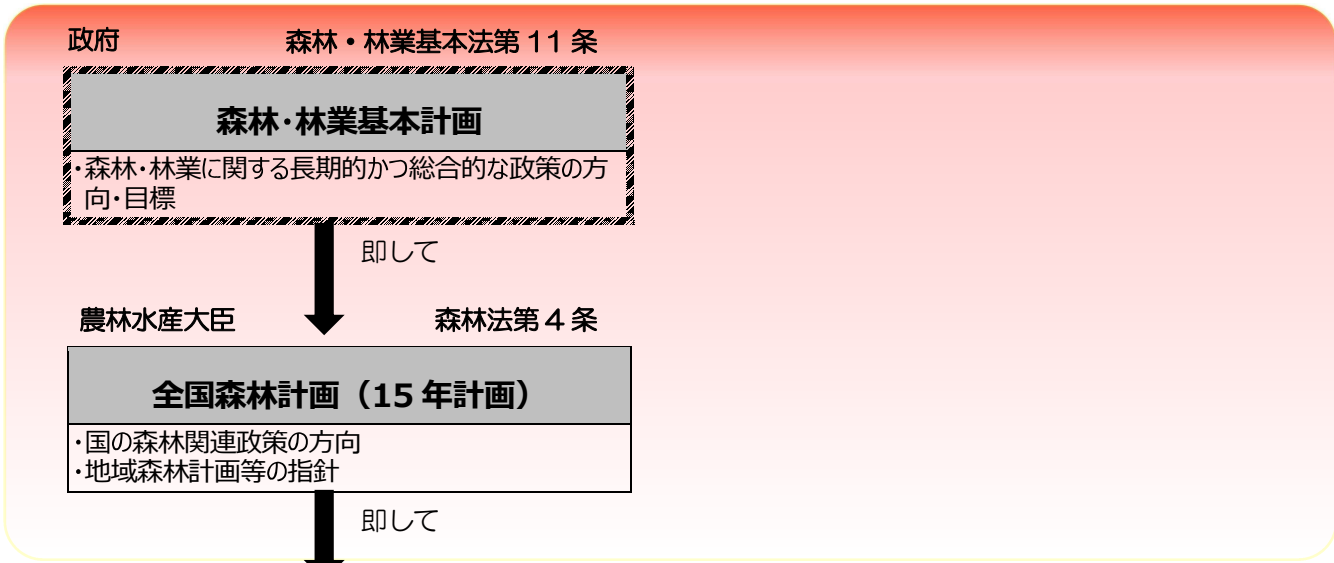 政府 森林・林業基本法第 11 条
森林・林業基本計画
・森林・林業に関する長期的かつ総合的な政策の方
向・目標
即して
農林水産大臣 森林法第 4 条
全国森林計画（15 年計画）
・国の森林関連政策の方向
・地域森林計画等の指針
即して